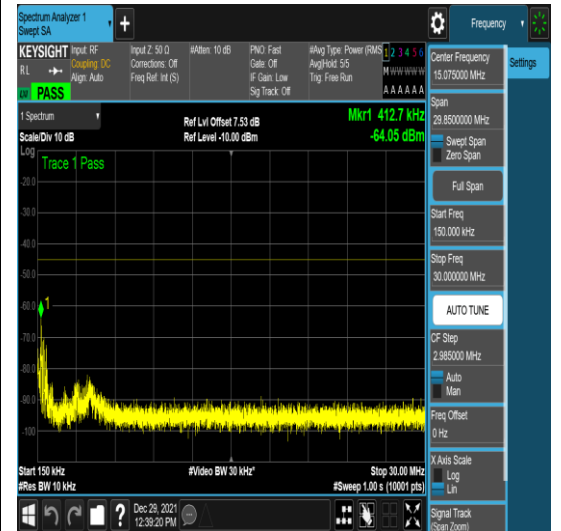 Spectrum Analyzer 1
Swept SA
Frequency
KEYSIGHT
RL
PASS
Input: RF
Coupling: DC
Align: Auto
Input Z: 50 Ω
Corrections: Off
Freq Ref: Int (S)
#Atten: 10 dB
PNO: Fast
Gate: Off
IF Gain: Low
Sig Track: Off
#Avg Type: Power (RMS
Avg|Hold: 5/5
Trig: Free Run
1 2 3 4 5 6
M W W W W W
A A A A A A
Settings
1 Spectrum
Scale/Div 10 dB
Ref Lvl Offset 7.53 dB
Ref Level -10.00 dBm
Mkr1 412.7 kHz
-64.05 dBm
Log
Trace 1 Pass
-20.0
-30.0
-40.0
-50.0
-60.0
-70.0
-80.0
-90.0
-100
1
Start 150 kHz
#Res BW 10 kHz
#Video BW 30 kHz*
Stop 30.00 MHz
#Sweep 1.00 s (10001 pts)
Center Frequency
15.075000 MHz
Span
29.8500000 MHz
Swept Span
Zero Span
Full Span
Start Freq
150.000 kHz
Stop Freq
30.000000 MHz
AUTO TUNE
CF Step
2.985000 MHz
Auto
Man
Freq Offset
0 Hz
X Axis Scale
Log
Lin
Signal Track
(Span Zoom)
?
Dec 29, 2021
12:39:20 PM